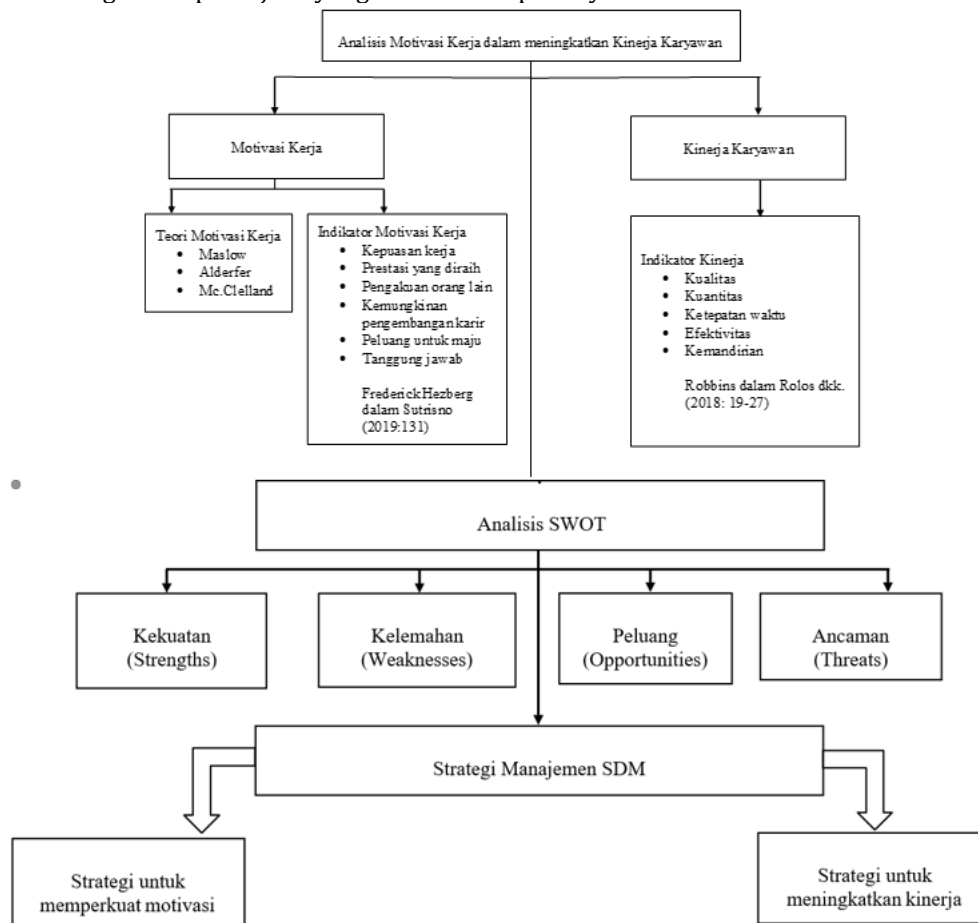 Analisis Motivasi Kerja dalam meningkatkan Kinerja Karyawan
Motivasi Kerja
Kinerja Karyawan
Teori Motivasi Kerja
• Maslow
• Alderfer
• Mc.Clelland
Indikator Motivasi Kerja
• Kepuasan kerja
• Prestasi yang diraih
• Pengakuan orang lain
• Kemungkinan
pengembangan karir
• Peluang untuk maju
• Tanggung jawab
Frederick Hezberg
dalam Sutrisno
(2019:131)
Indikator Kinerja
• Kualitas
• Kuantitas
• Ketepatan waktu
• Efektivitas
• Kemandirian
Robbins dalam Rolos dkk.
(2018: 19-27)
Analisis SWOT
Kekuatan
(Strengths)
Kelemahan
(Weaknesses)
Peluang
(Opportunities)
Ancaman
(Threats)
Strategi Manajemen SDM
Strategi untuk
memperkuat motivasi
Strategi untuk
meningkatkan kinerja